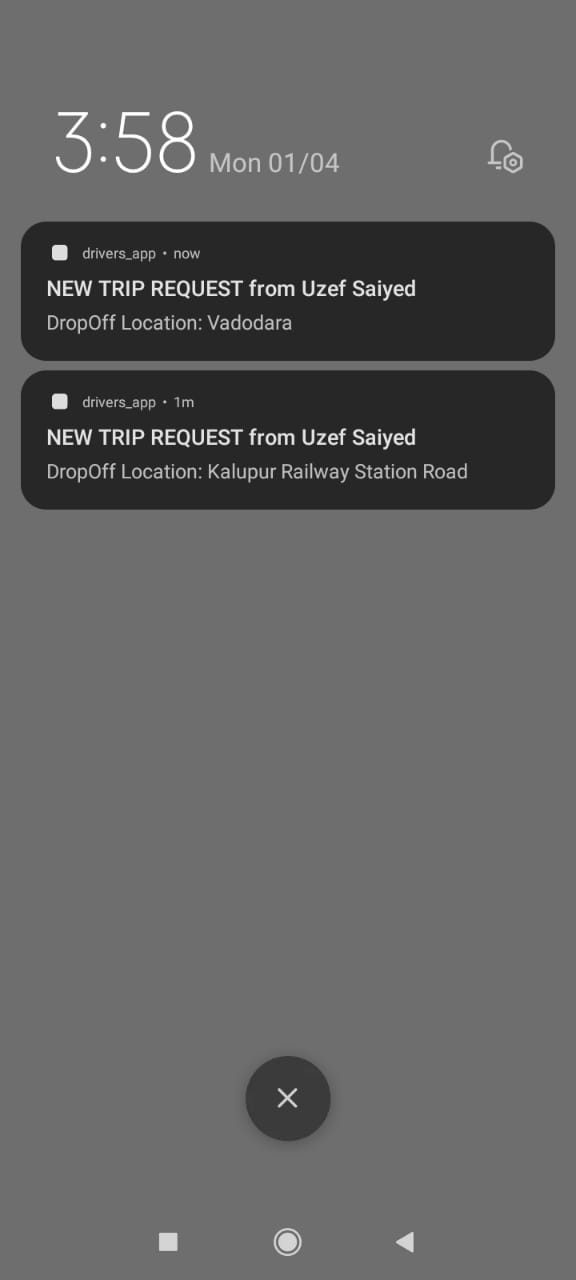 3:58 Mon 01/04
drivers_app • now
NEW TRIP REQUEST from Uzef Saiyed
DropOff Location: Vadodara
drivers_app • 1m
NEW TRIP REQUEST from Uzef Saiyed
DropOff Location: Kalupur Railway Station Road